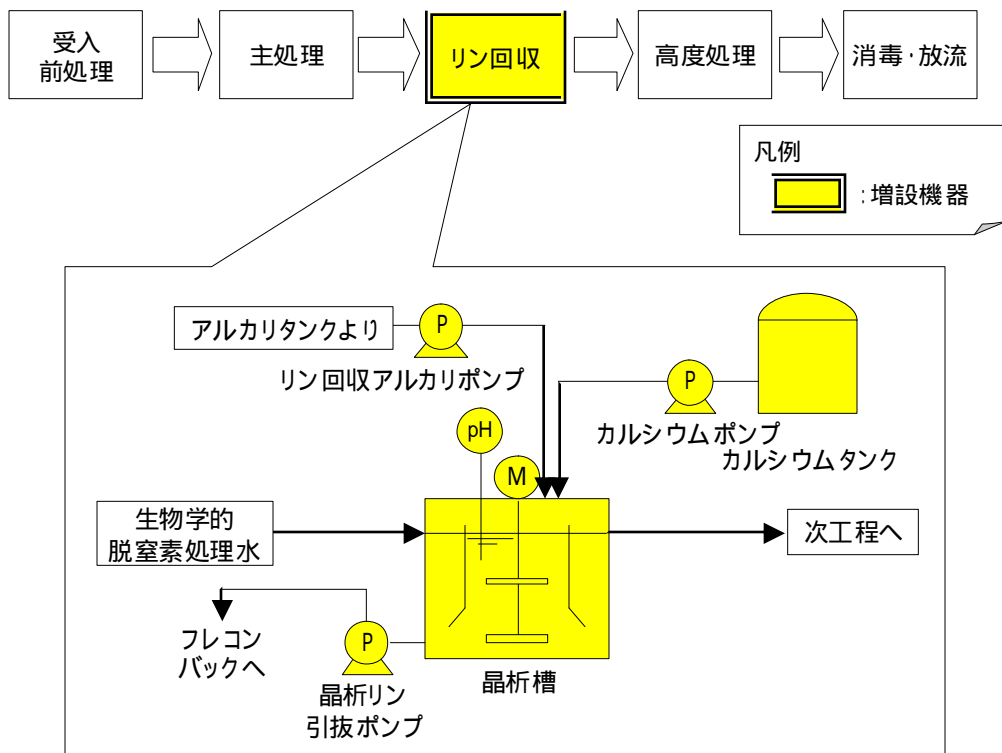 受入
前処理
主処理
リン回収
高度処理
消毒・放流
凡例
:増設機器
アルカリタンクより
P
リン回収アルカリポンプ
P
カルシウムポンプ
カルシウムタンク
pH
M
生物学的
脱窒素処理水
次工程へ
フレコン
バックへ
P
晶析リン
引抜ポンプ
晶析槽